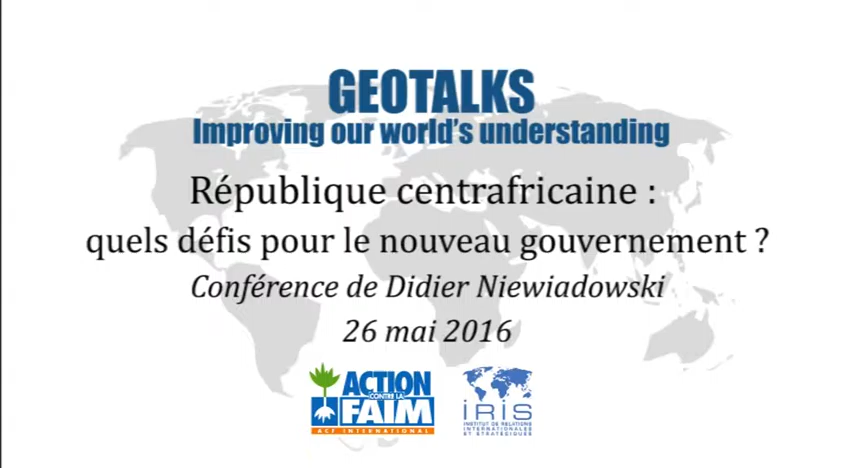 GEOTALKS
Improving our world's understanding
République centrafricaine :
quels défis pour le nouveau gouvernement ?
Conférence de Didier Niewiadowski
26 mai 2016
ACTION
CONTRE LA
FAIM
ACF INTERNATIONAL
iRiS
INSTITUT DE RELATIONS
INTERNATIONALES
ET STRATÉGIQUES